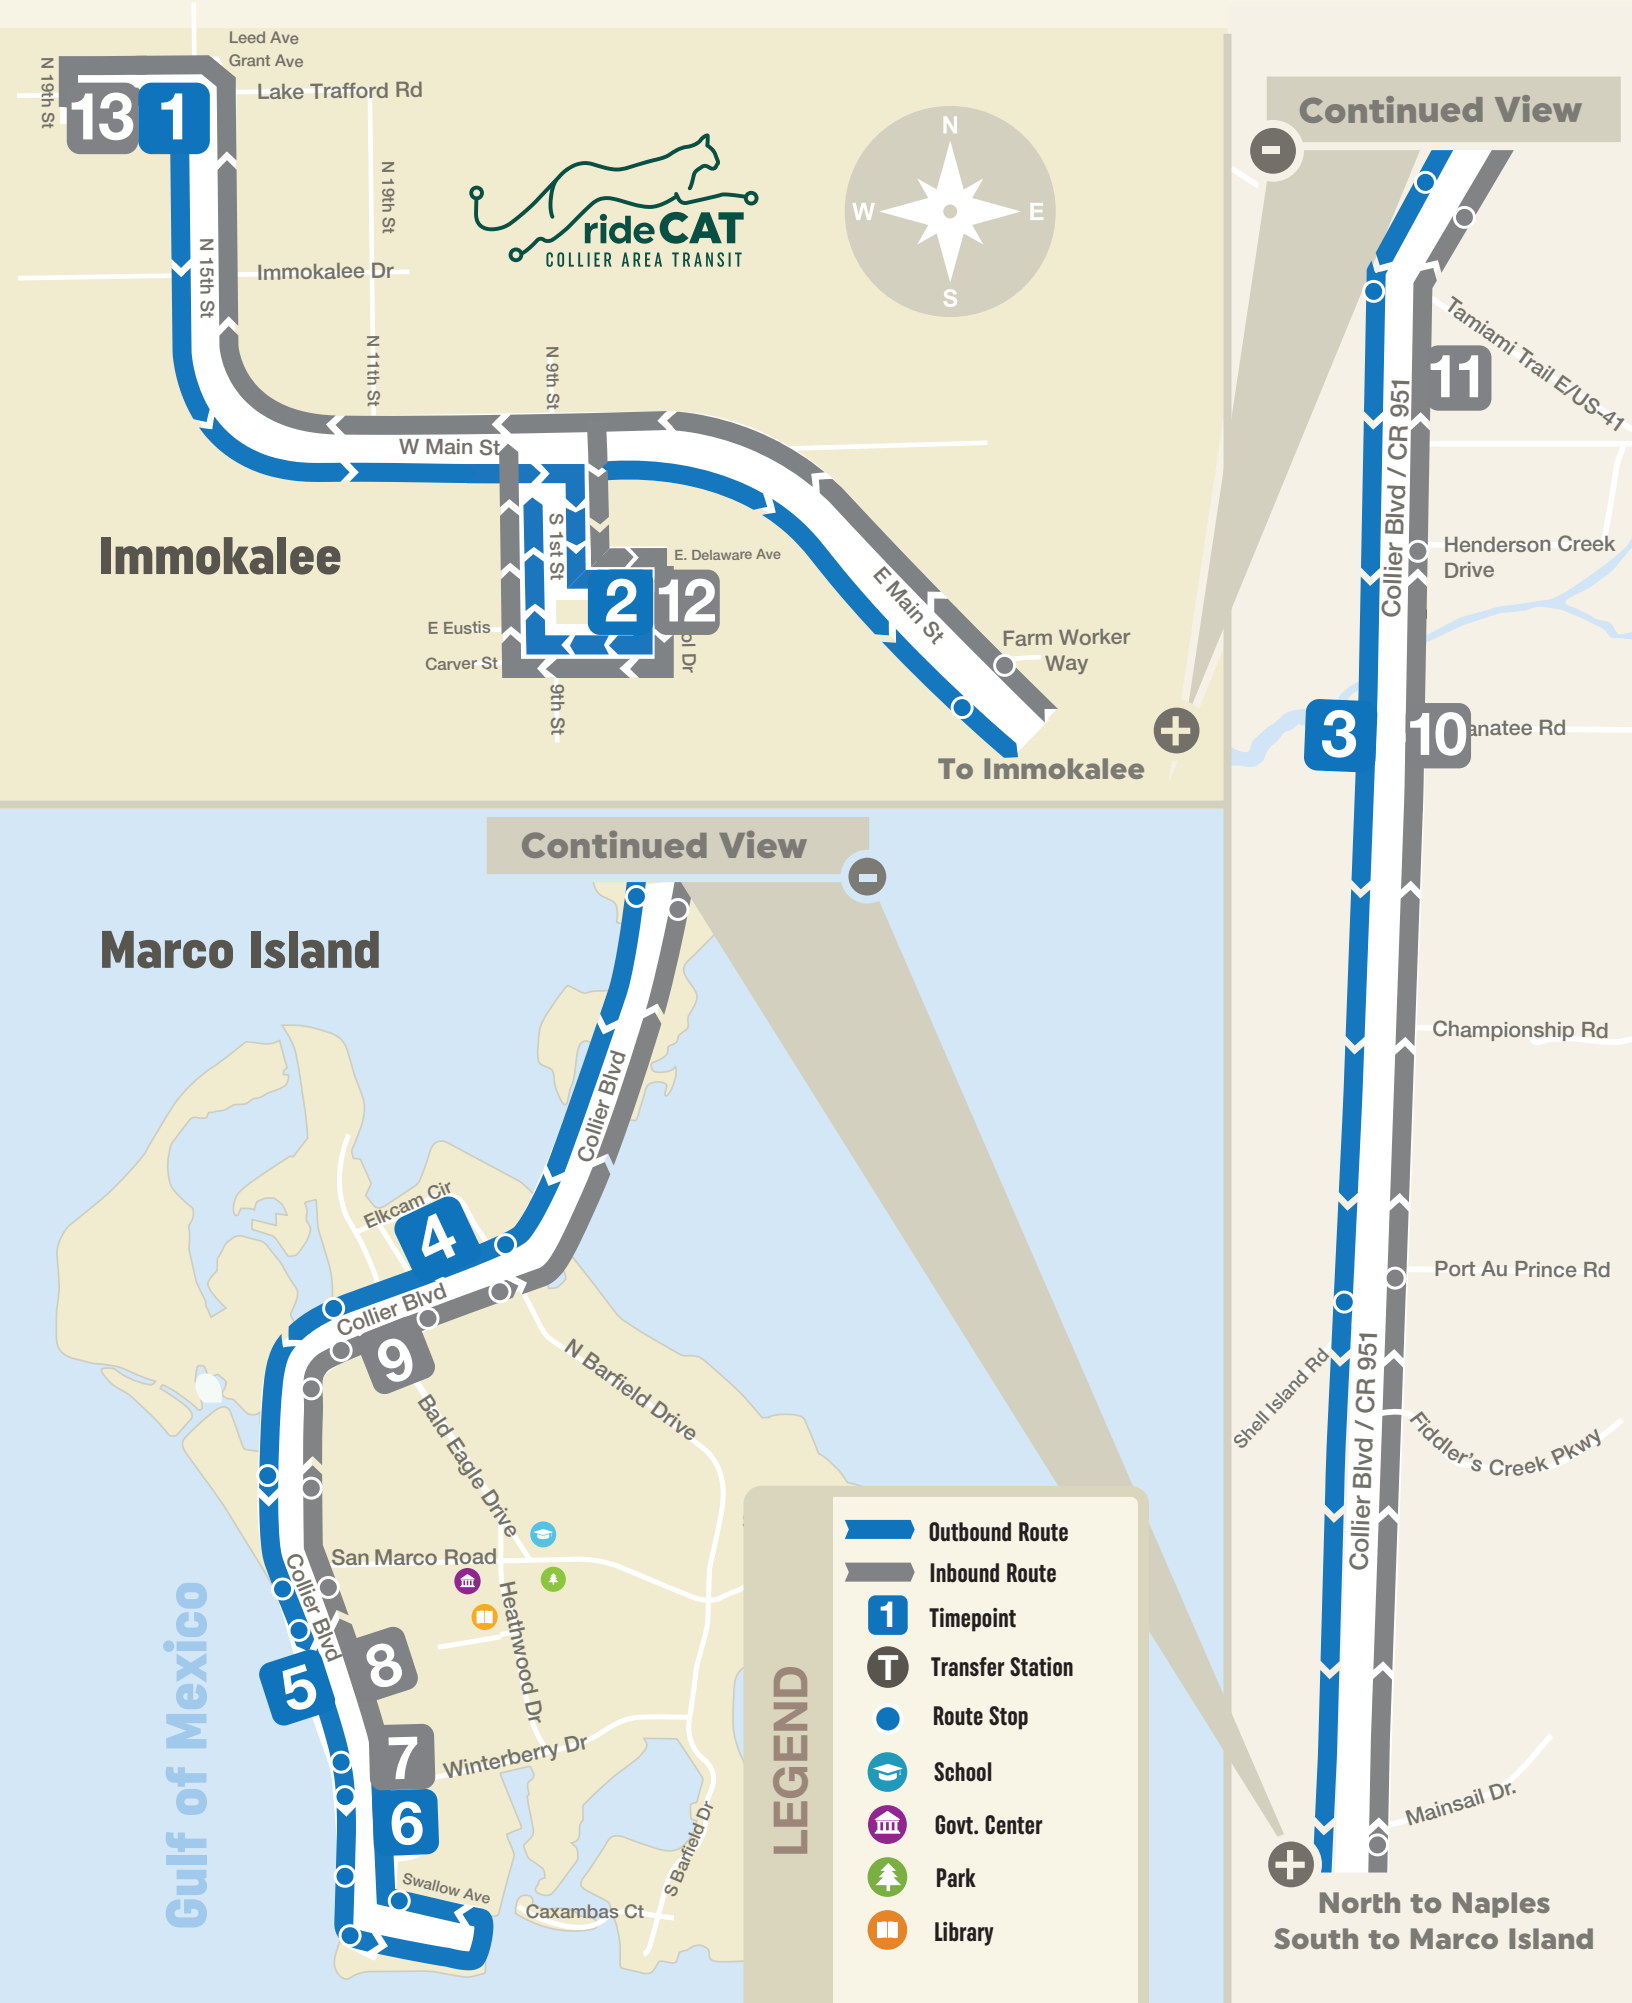 Leed Ave
Grant Ave
N 19th St
Lake Trafford Rd
13
1
N 19th St
N 15th St
Immokalee Dr
N 11th St
N 9th St
rideCAT
COLLIER AREA TRANSIT
N
W
E
S
W Main St
Immokalee
S 1st St
E. Delaware Ave
2
12
E Eustis
Carver St
ol Dr
9th St
E Main St
Farm Worker
Way
To Immokalee
+
Continued View
-
Tamiami Trail E/US-41
11
Collier Blvd / CR 951
Henderson Creek
Drive
3
10
anatee Rd
Championship Rd
Port Au Prince Rd
Shell Island Rd
Collier Blvd / CR 951
Fiddler's Creek Pkwy
Mainsail Dr.
+
North to Naples
South to Marco Island
Continued View
-
Marco Island
Collier Blvd
Elkcam Cir
4
Collier Blvd
9
N Barfield Drive
Bald Eagle Drive
San Marco Road
Collier Blvd
Heathwood Dr
Gulf of Mexico
5
8
7
Winterberry Dr
6
S Barfield Dr
Swallow Ave
Caxambas Ct
LEGEND
Outbound Route
Inbound Route
1
Timepoint
T
Transfer Station
Route Stop
School
Govt. Center
Park
Library